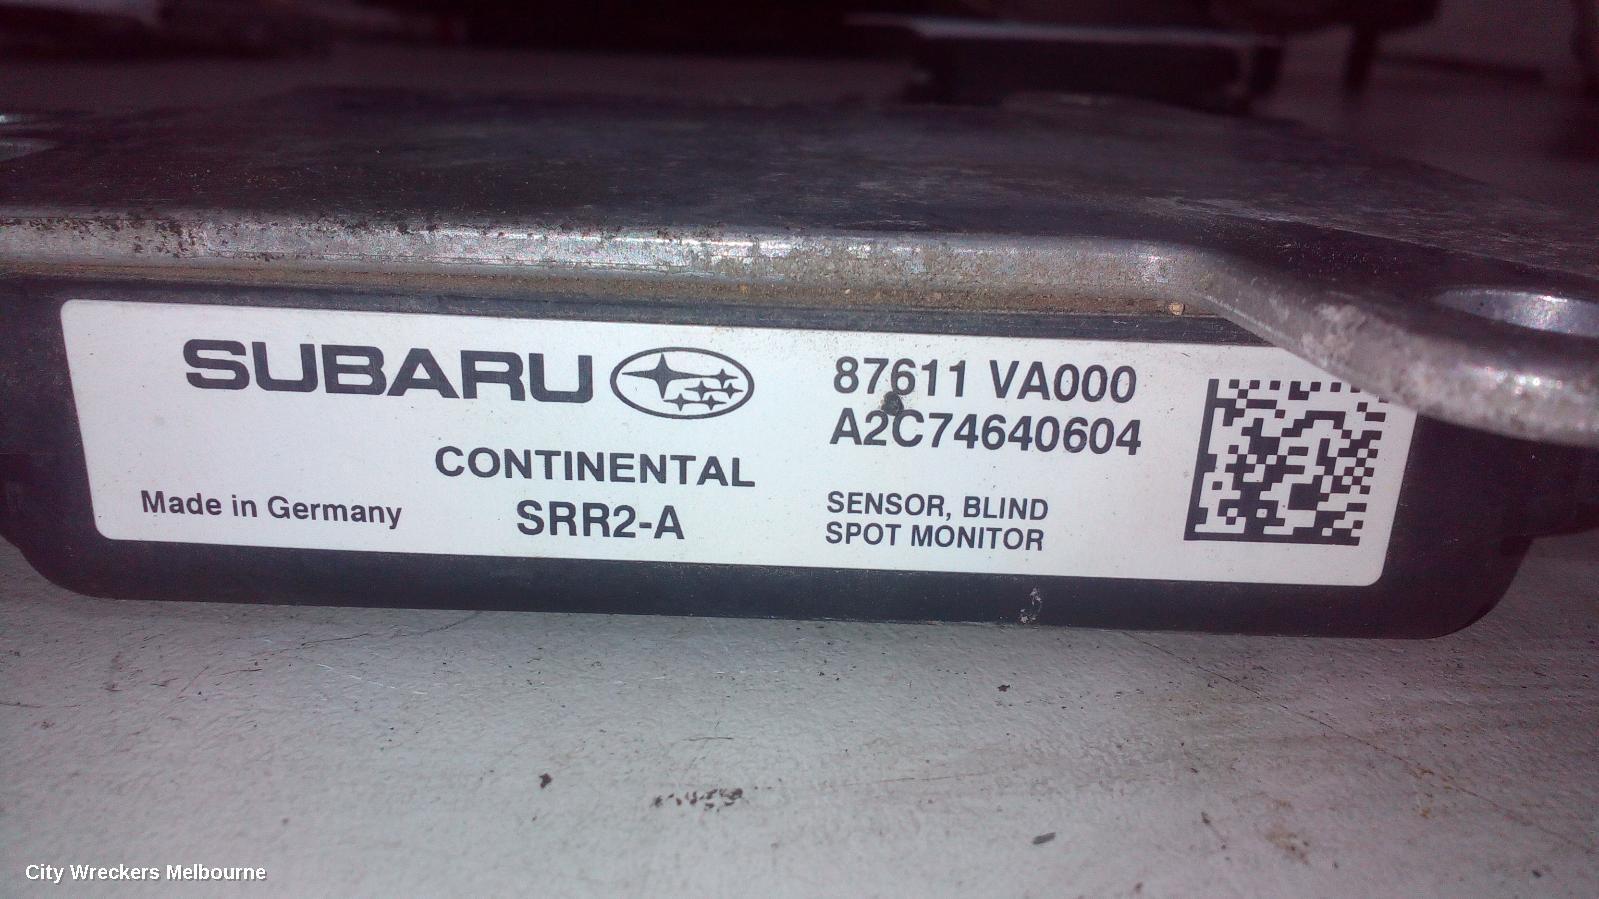 SUBARU
87611 VA000
A2C74640604
CONTINENTAL
Made in Germany
SRR2-A
SENSOR, BLIND
SPOT MONITOR
City Wreckers Melbourne